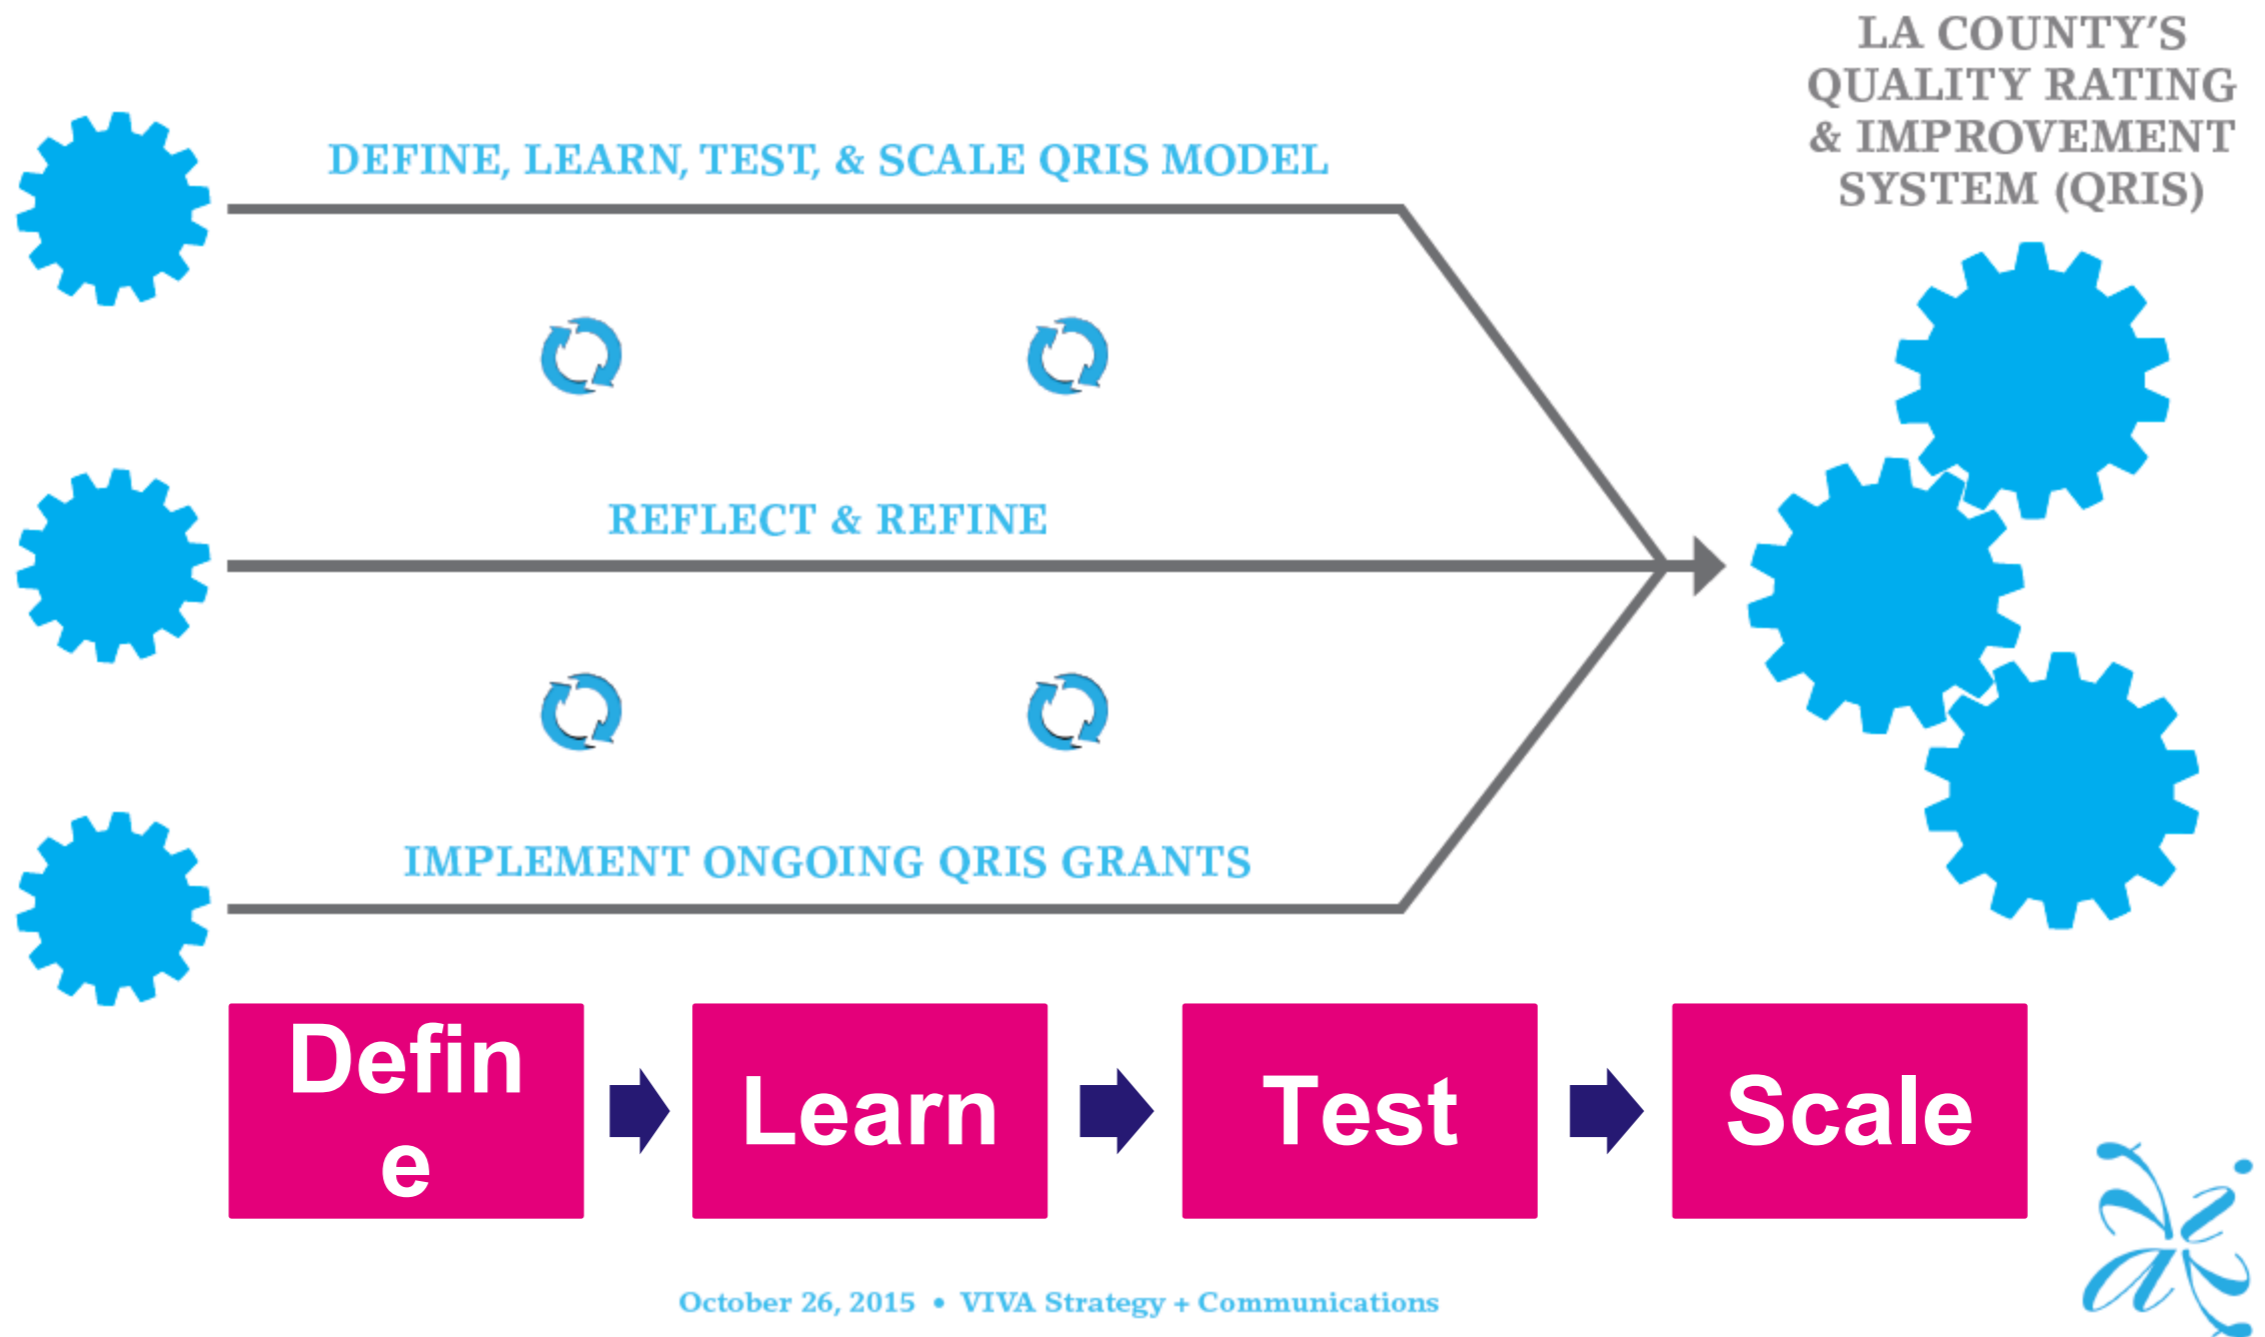 LA COUNTY'S
QUALITY RATING
& IMPROVEMENT
SYSTEM (QRIS)
DEFINE, LEARN, TEST, & SCALE QRIS MODEL
REFLECT & REFINE
IMPLEMENT ONGOING QRIS GRANTS
Defin
e
Learn
Test
Scale
October 26, 2015 • VIVA Strategy + Communications